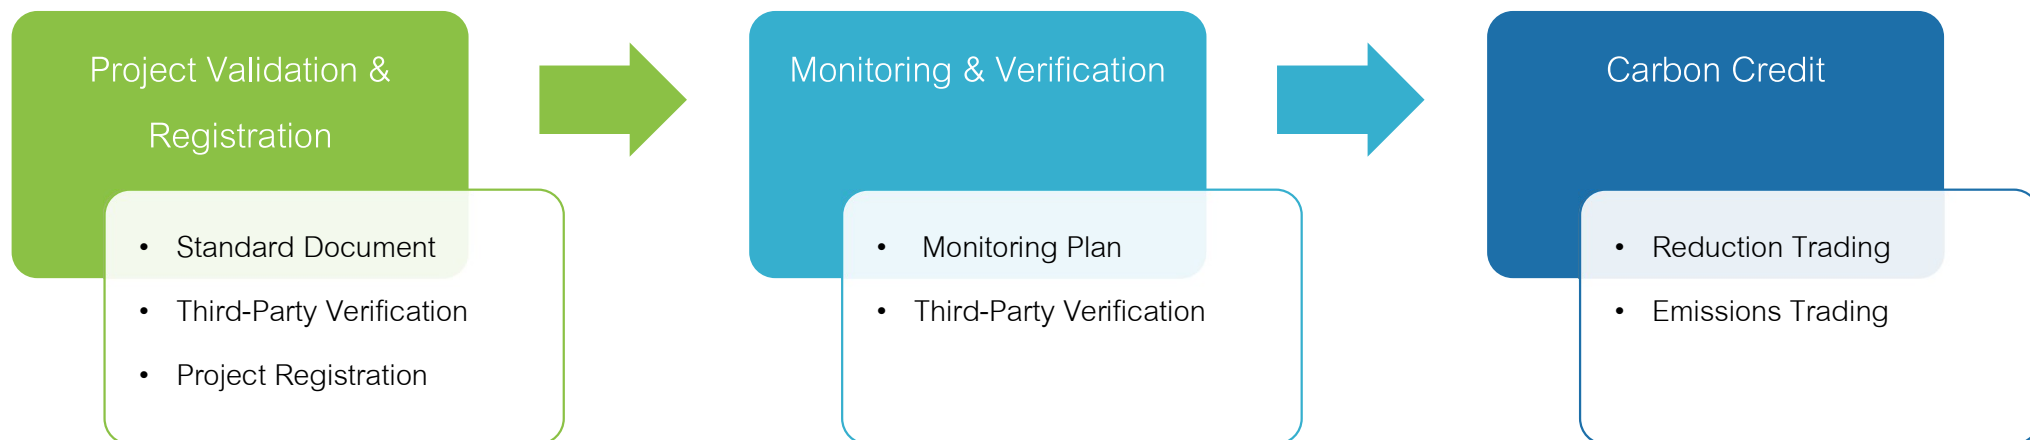 Project Validation &
Registration
• Standard Document
• Third-Party Verification
• Project Registration
Monitoring & Verification
• Monitoring Plan
• Third-Party Verification
Carbon Credit
• Reduction Trading
• Emissions Trading